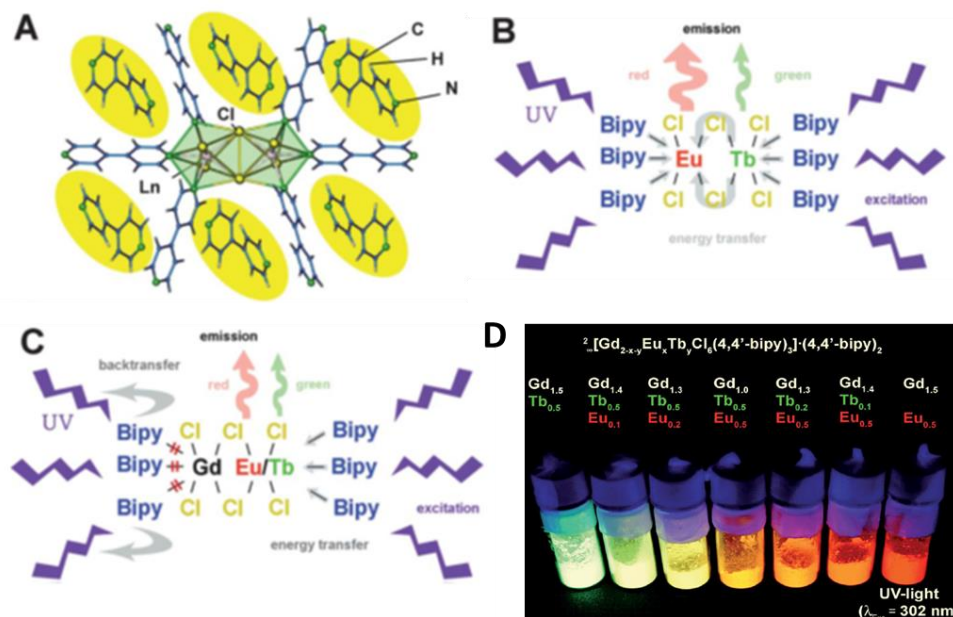 A
C
H
N
Cl
Ln
B
emission
red
green
UV
Bipy Cl Cl Cl Bipy
Bipy Eu Tb Bipy
Bipy Cl Cl Cl Bipy
excitation
energy transfer
C
emission
backtransfer
red
green
UV
Bipy Cl Cl Cl Bipy
Bipy Gd Eu/Tb Bipy
Bipy Cl Cl Cl Bipy
excitation
energy transfer
D
²∞[Gd₂₋ₓ₋ᵧEuₓTbᵧCl₆(4,4'-bipy)₃]·(4,4'-bipy)₂
Gd₁.₅ Gd₁.₄ Gd₁.₃ Gd₁.₀ Gd₁.₃ Gd₁.₄ Gd₁.₅
Tb₀.₅ Tb₀.₅ Tb₀.₅ Tb₀.₅ Tb₀.₂ Tb₀.₁
Eu₀.₁ Eu₀.₂ Eu₀.₅ Eu₀.₅ Eu₀.₅ Eu₀.₅
UV-light
= 302 nm